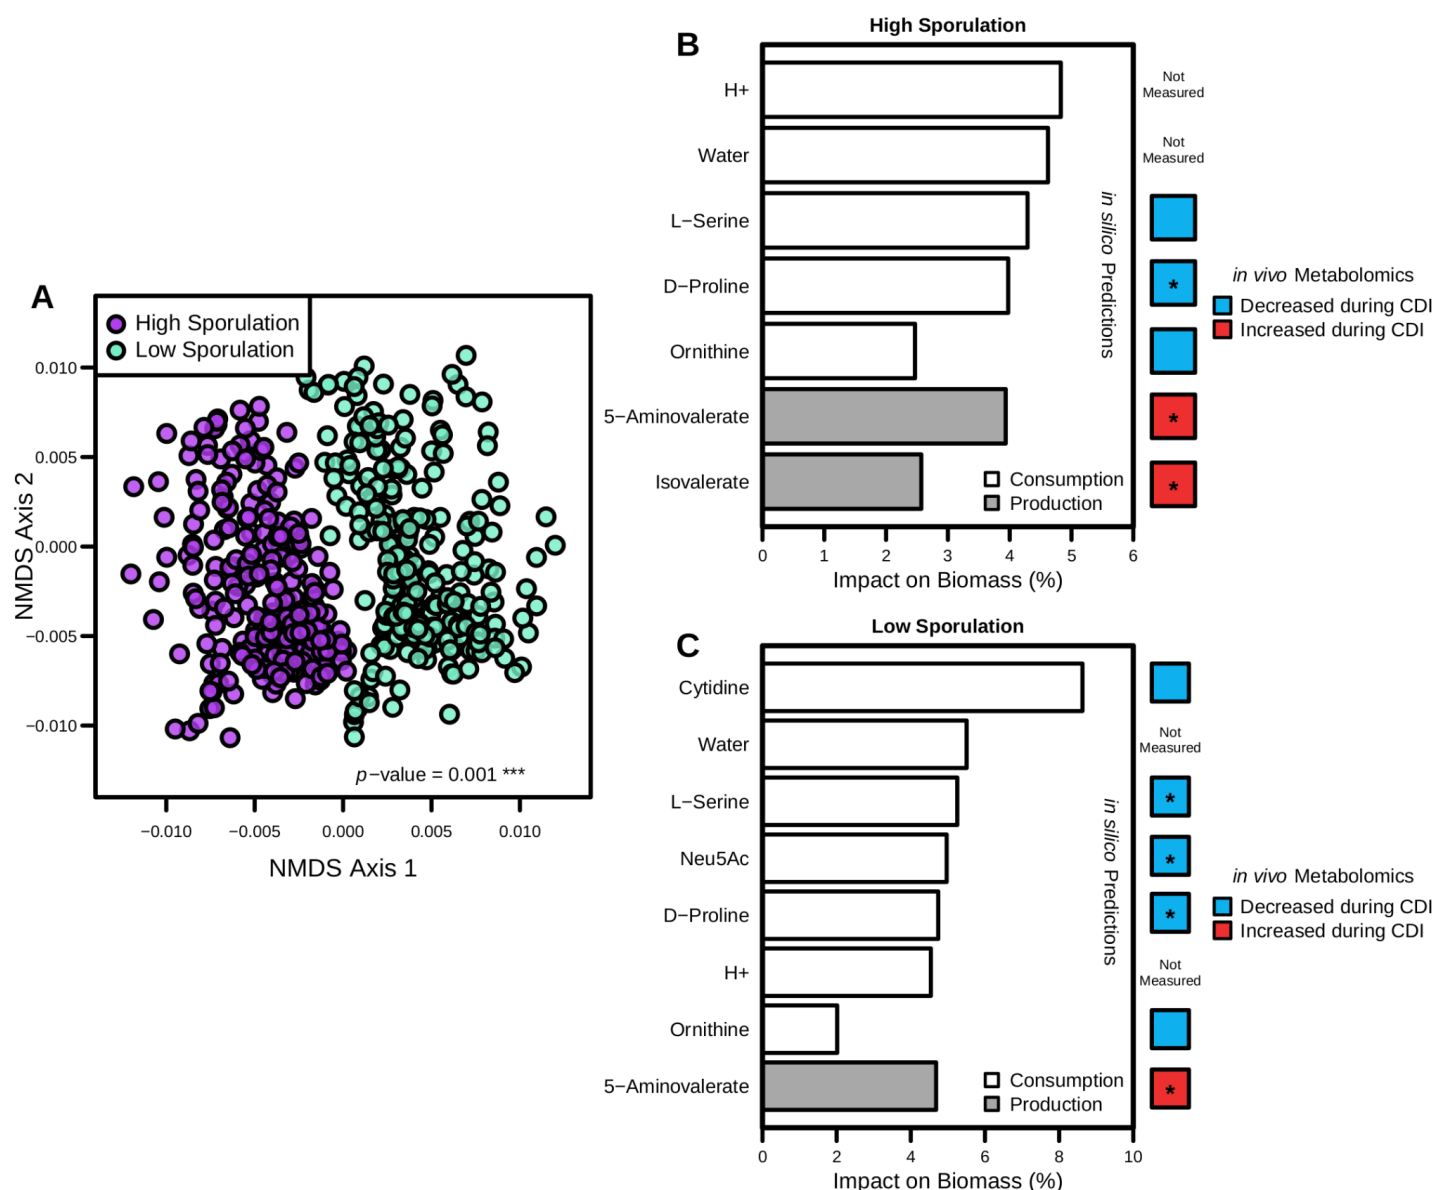 A
High Sporulation
Low Sporulation
0.010
0.005
0.000
−0.005
−0.010
NMDS Axis 2
p−value = 0.001 ***
−0.010
−0.005
0.000
0.005
0.010
NMDS Axis 1
B
High Sporulation
H+
Water
L−Serine
D−Proline
Ornithine
5−Aminovalerate
Isovalerate
in silico Predictions
Consumption
Production
0
1
2
3
4
5
6
Impact on Biomass (%)
Not
Measured
Not
Measured
*
*
*
in vivo Metabolomics
Decreased during CDI
Increased during CDI
C
Low Sporulation
Cytidine
Water
L−Serine
Neu5Ac
D−Proline
H+
Ornithine
5−Aminovalerate
in silico Predictions
Consumption
Production
0
2
4
6
8
10
Impact on Biomass (%)
Not
Measured
*
*
*
Not
Measured
*
in vivo Metabolomics
Decreased during CDI
Increased during CDI